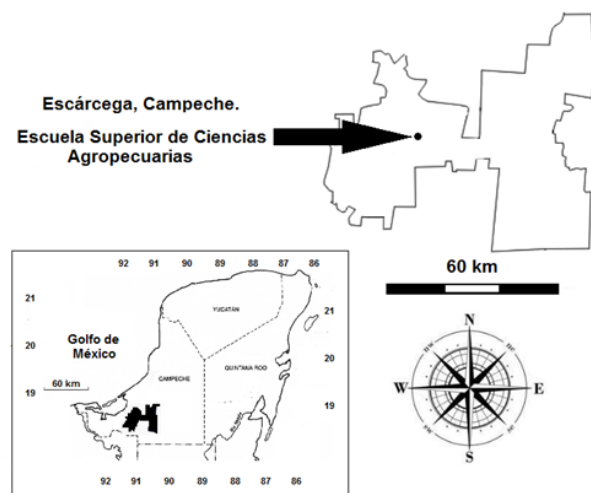 Escárcega, Campeche.
Escuela Superior de Ciencias
Agropecuarias
92 91 90 89 88 87 86
21
20
19
Golfo de
México
60 km
YUCATÁN
CAMPECHE
QUINTANA ROO
21
20
18
92 91 90 89 88 87 86
60 km
N
W E
S